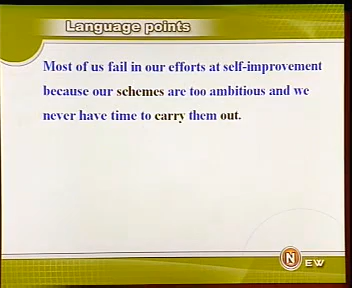 Language points
Most of us fail in our efforts at self-improvement
because our schemes are too ambitious and we
never have time to carry them out.
NEW